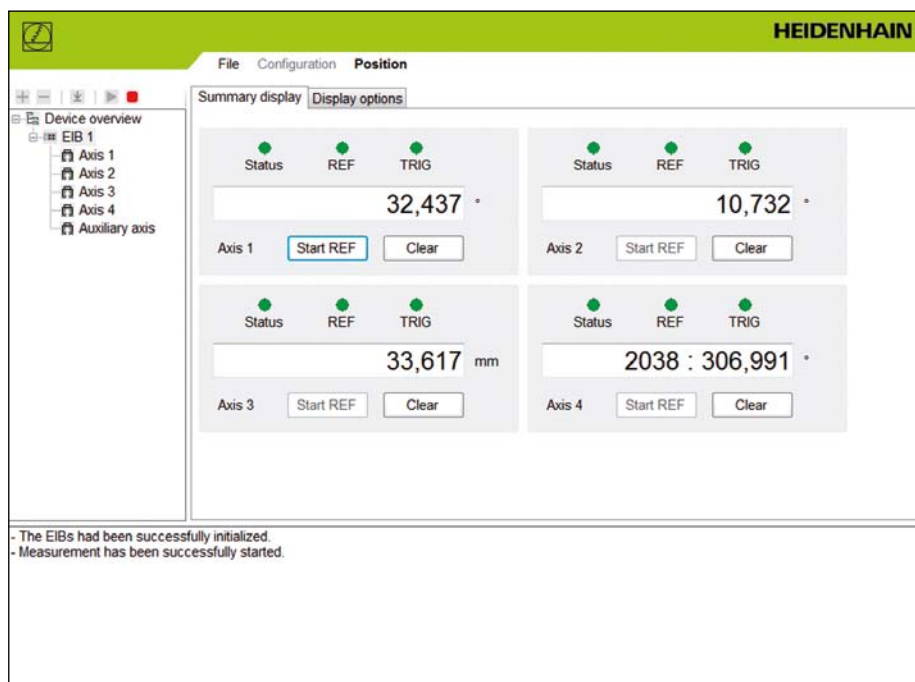 HEIDENHAIN
File Configuration Position
Summary display Display options
Device overview
EIB 1
Axis 1
Axis 2
Axis 3
Axis 4
Auxiliary axis
Status REF TRIG
32,437 °
Axis 1 Start REF Clear
Status REF TRIG
10,732 °
Axis 2 Start REF Clear
Status REF TRIG
33,617 mm
Axis 3 Start REF Clear
Status REF TRIG
2038 : 306,991 °
Axis 4 Start REF Clear
- The EIBs had been successfully initialized.
- Measurement has been successfully started.